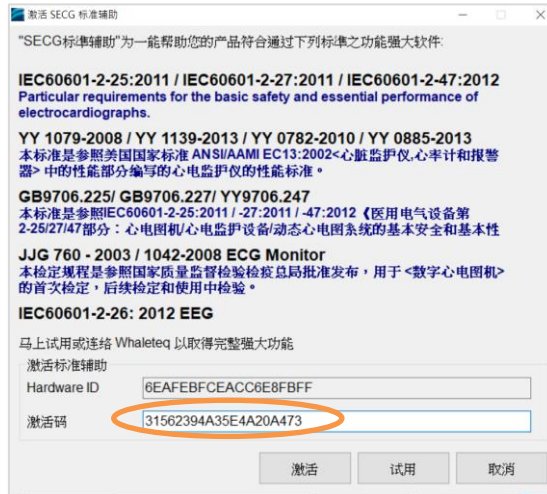 激活 SECG 标准辅助
"SECG标準辅助"为一能帮助您的产品符合通过下列标準之功能强大软件:
IEC60601-2-25:2011 / IEC60601-2-27:2011 / IEC60601-2-47:2012
Particular requirements for the basic safety and essential performance of
electrocardiographs.
YY 1079-2008 / YY 1139-2013 / YY 0782-2010 / YY 0885-2013
本标准是参照美国国家标准 ANSI/AAMI EC13:2002<心脏监护仪,心率计和报警
器> 中的性能部分编写的心电监护仪的性能标准。
GB9706.225/ GB9706.227/ YY9706.247
本标准是参照IEC60601-2-25:2011 / -27:2011 / -47:2012《医用电气设备第
2-25/27/47部分：心电图机/心电监护设备/动态心电图系统的基本安全和基本性
JJG 760 - 2003 / 1042-2008 ECG Monitor
本检定规程是参照国家质量监督检验检疫总局批准发布，用于 <数字心电图机>
的首次检定，后续检定和使用中检验。
IEC60601-2-26: 2012 EEG
马上试用或连络 Whaleteq 以取得完整强大功能
激活标准辅助
Hardware ID 6EAFEBFCEACC6E8FBFF
激活码 31562394A35E4A20A473
激活 试用 取消